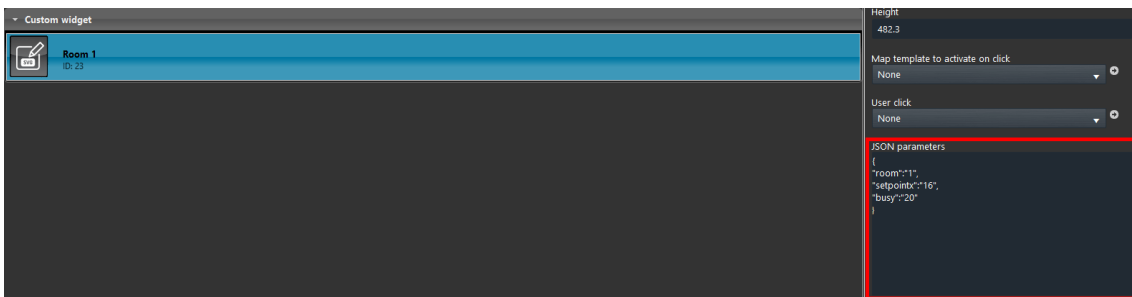 Custom widget
SVG
Room 1
ID: 23
Height
482.3
Map template to activate on click
None
User click
None
JSON parameters
{
"room":"1",
"setpointx":"16",
"busy":"20"
}